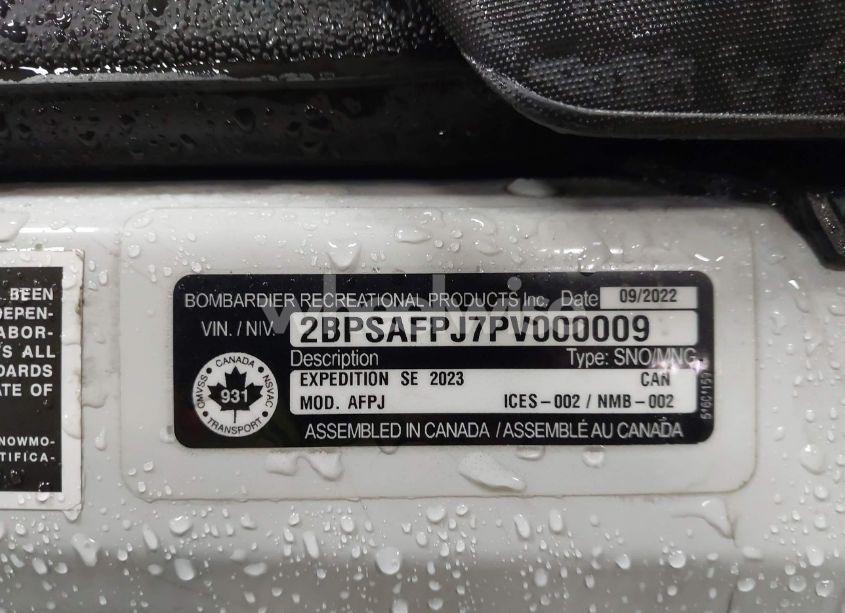 BEEN
DEPEN-
ABOR-
'S ALL
DARDS
ATE OF
NOWMO-
TIFICA-
BOMBARDIER RECREATIONAL PRODUCTS Inc. Date 09/2022
VIN. / NIV. 2BPSAFPJ7PV000009
Description Type: SNO/MNG
EXPEDITION SE 2023 CAN
MOD. AFPJ ICES-002 / NMB-002
CANADA
CMVSS NSVAC
931
TRANSPORT
ASSEMBLED IN CANADA / ASSEMBLÉ AU CANADA